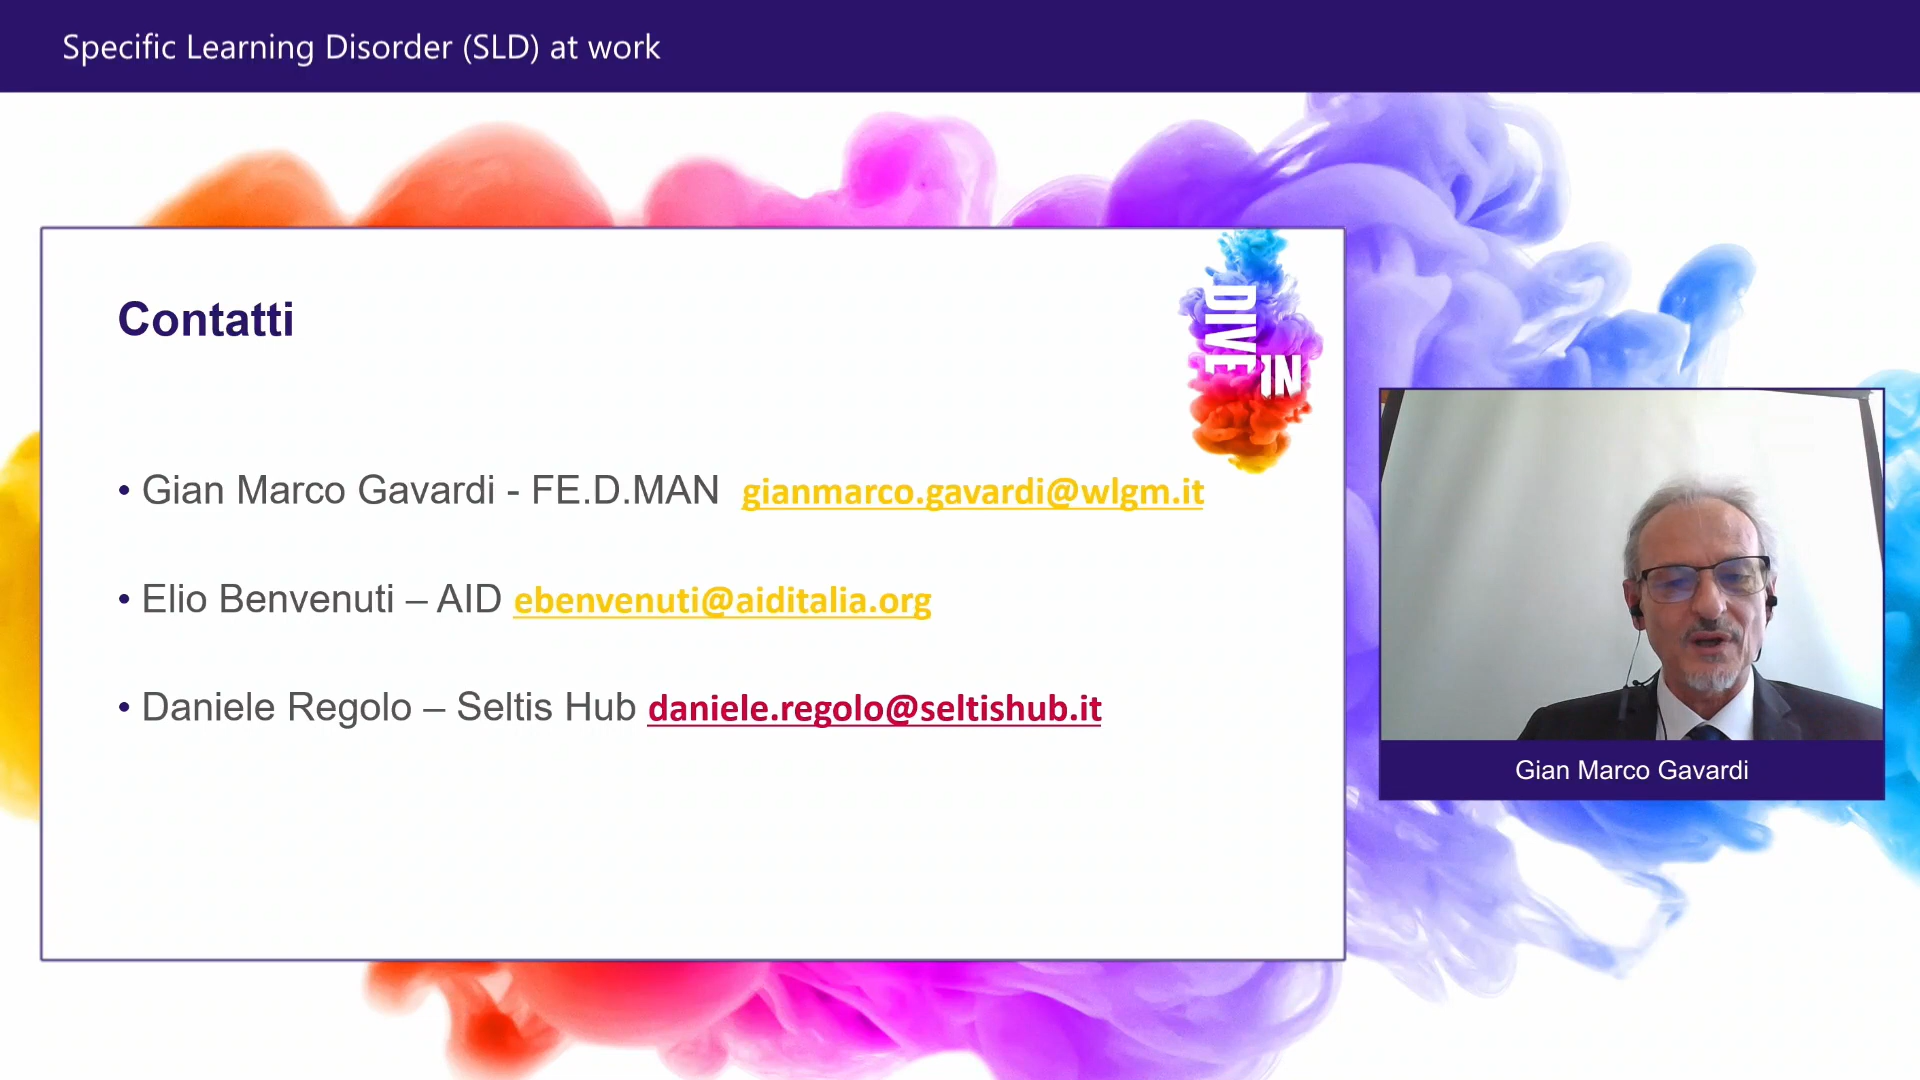 Specific Learning Disorder (SLD) at work
Contatti
DIVE
IN
• Gian Marco Gavardi - FE.D.MAN gianmarco.gavardi@wlgm.it
• Elio Benvenuti – AID ebenvenuti@aiditalia.org
• Daniele Regolo – Seltis Hub daniele.regolo@seltishub.it
Gian Marco Gavardi